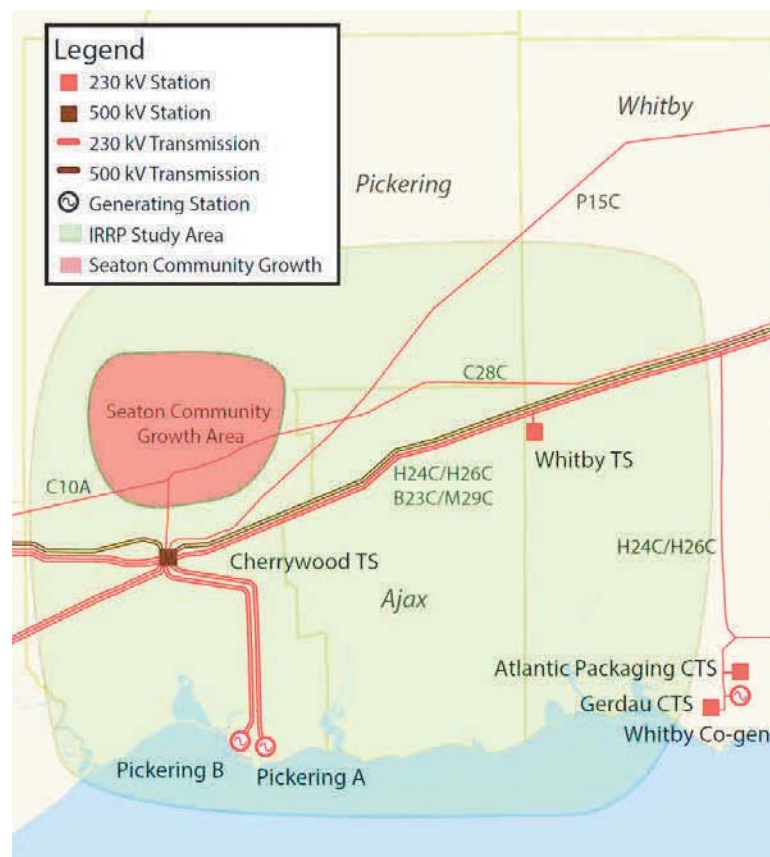 Legend
230 kV Station
500 kV Station
230 kV Transmission
500 kV Transmission
Generating Station
IRRP Study Area
Seaton Community Growth
Whitby
Pickering
P15C
C28C
Seaton Community
Growth Area
Whitby TS
H24C/H26C
B23C/M29C
C10A
H24C/H26C
Cherrywood TS
Ajax
Atlantic Packaging CTS
Gerdau CTS
Whitby Co-gen
Pickering B
Pickering A